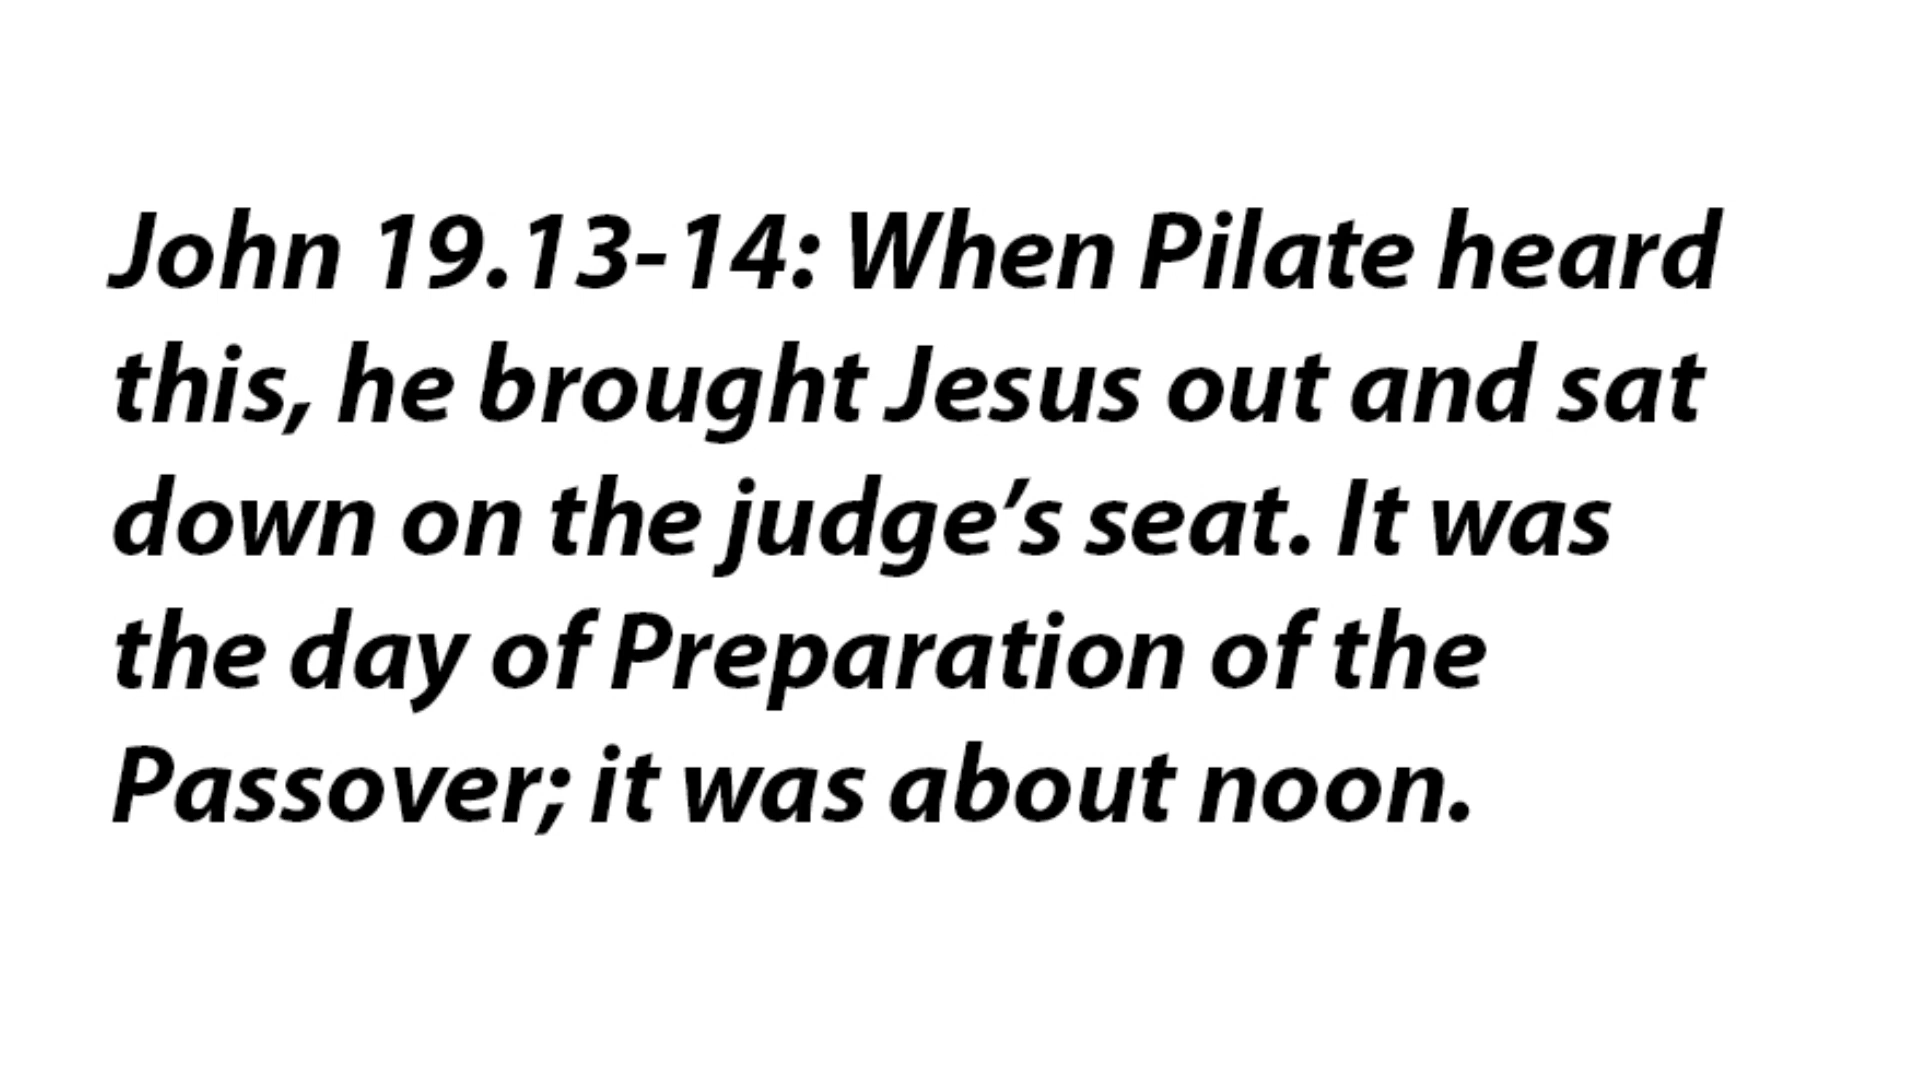 John 19.13-14: When Pilate heard
this, he brought Jesus out and sat
down on the judge’s seat. It was
the day of Preparation of the
Passover; it was about noon.